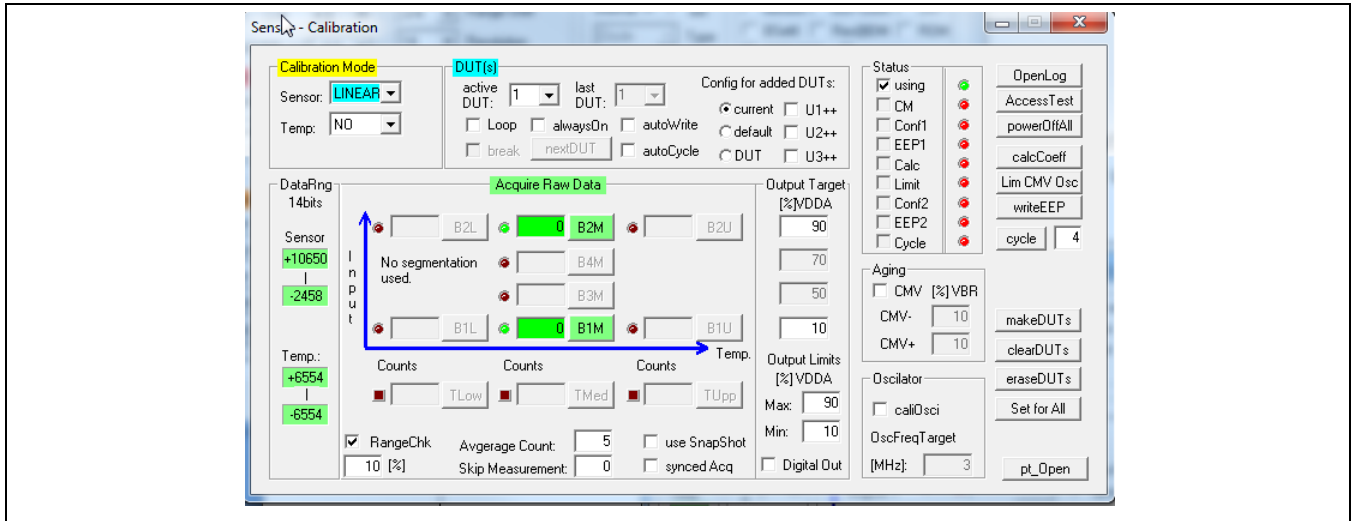 Sens - Calibration
Calibration Mode
Sensor: LINEAR
Temp: NO
DUT(s)
active DUT: 1
last DUT: 1
Loop
alwaysOn
autoWrite
break
nextDUT
autoCycle
Config for added DUTs:
current
U1++
default
U2++
DUT
U3++
Status
using
CM
Conf1
EEP1
Calc
Limit
Conf2
EEP2
Cycle
OpenLog
AccessTest
powerOffAll
calcCoeff
Lim CMV Osc
writeEEP
cycle 4
DataRng
14bits
Sensor
+10650
|
-2458
Temp.:
+6554
|
-6554
Acquire Raw Data
Input
B2L
0 B2M
B2U
No segmentation
used.
B4M
B3M
B1L
0 B1M
B1U
Temp.
Counts
Counts
Counts
TLow
TMed
TUpp
RangeChk
10 [%]
Avgerage Count: 5
Skip Measurement: 0
use SnapShot
synced Acq
Output Target
[%]VDDA
90
70
50
10
Output Limits
[%] VDDA
Max: 90
Min: 10
Digital Out
Aging
CMV [%] VBR
CMV- 10
CMV+ 10
Oscilator
caliOsci
OscFreqTarget
[MHz]: 3
makeDUTs
clearDUTs
eraseDUTs
Set for All
pt_Open